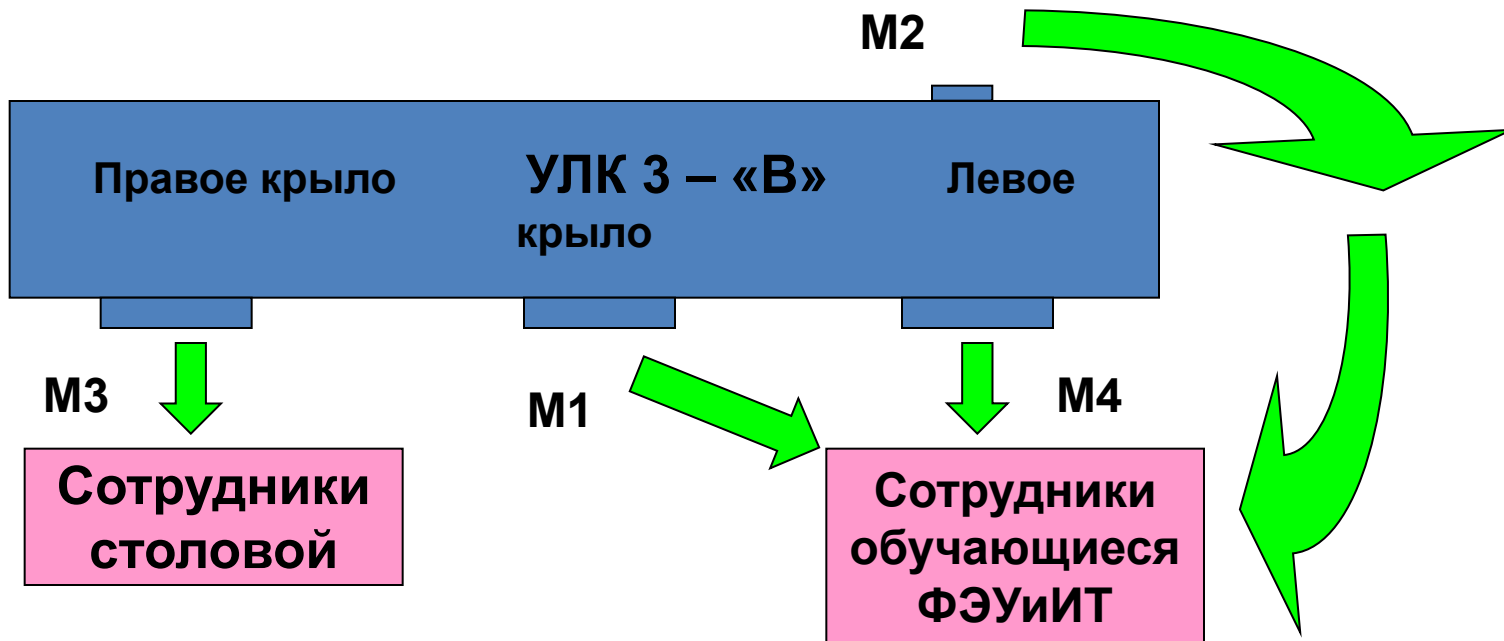 М2
Правое крыло УЛК 3 – «В» Левое
крыло
М3
М1
М4
Сотрудники
столовой
Сотрудники
обучающиеся
ФЭУиИТ